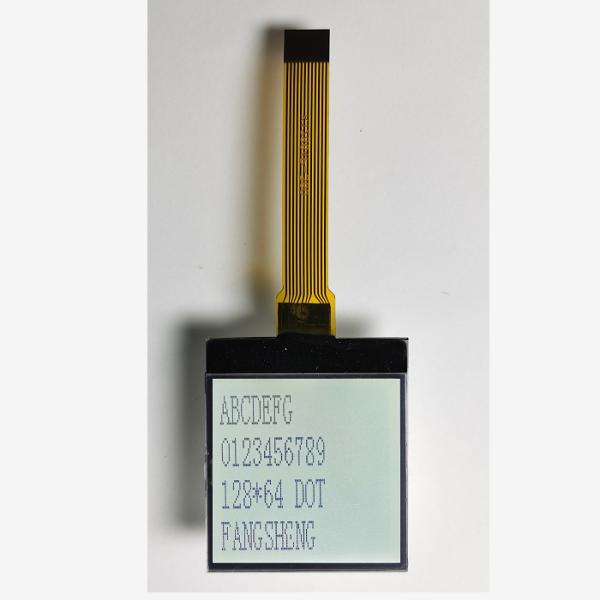 ABCDEFG
0123456789
128*64 DOT
FANGSHENG